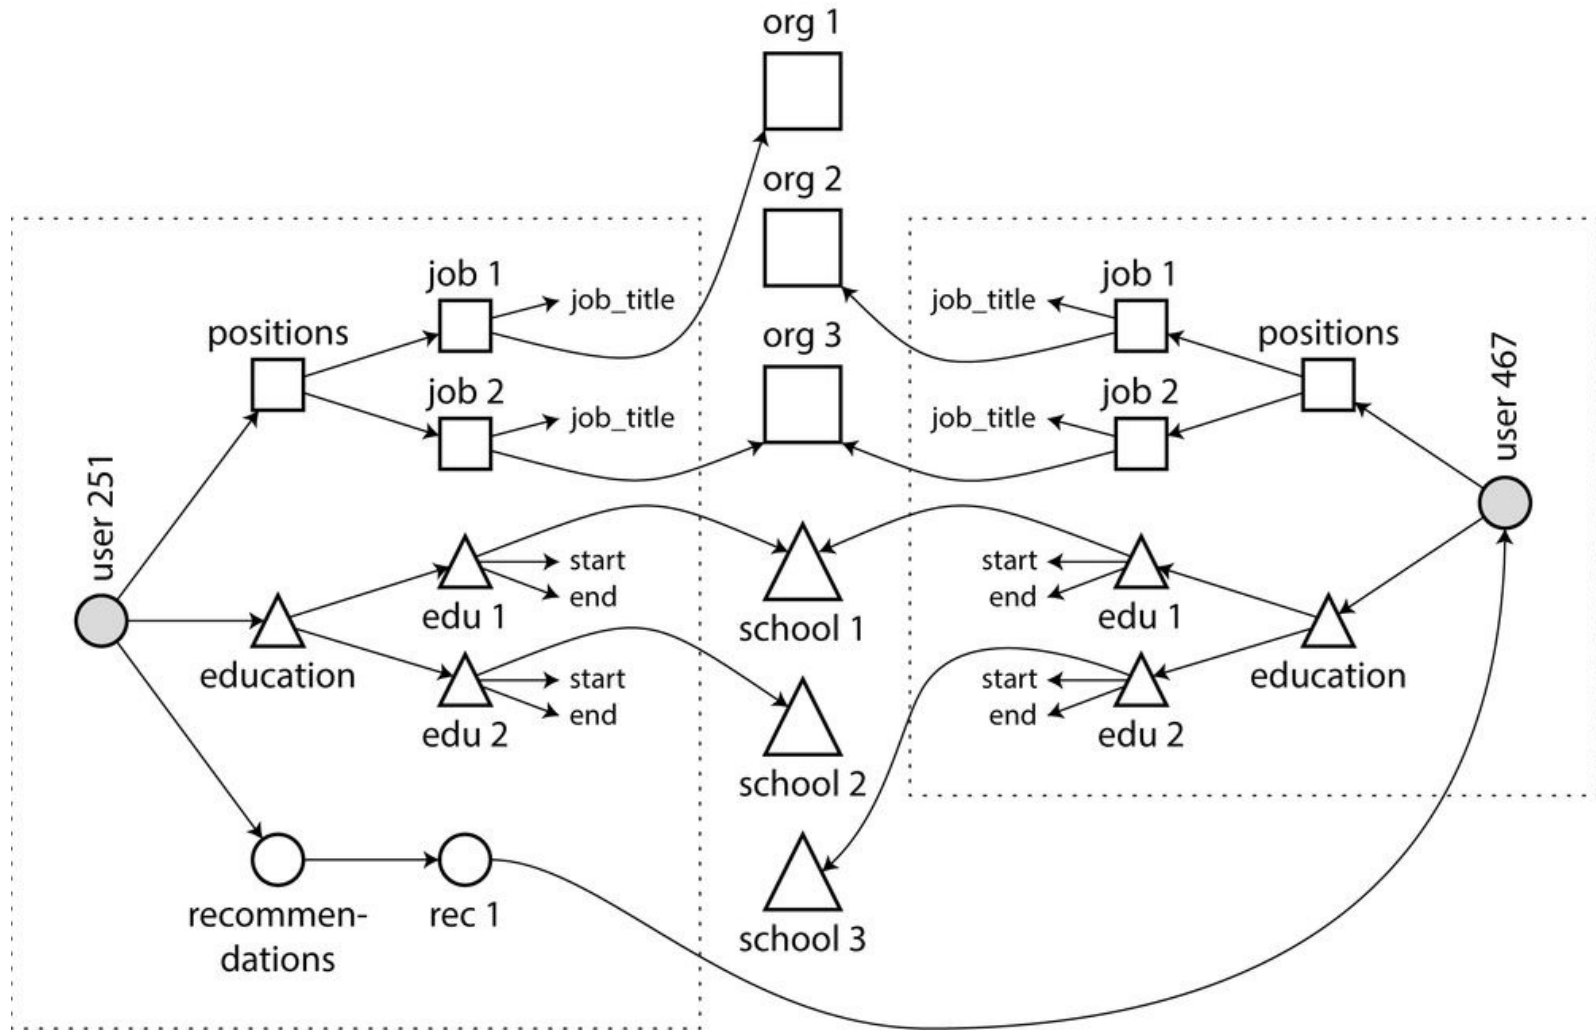 org 1
org 2
org 3
user 251
positions
job 1
job_title
job 2
job_title
education
edu 1
start
end
edu 2
start
end
recommen-
dations
rec 1
school 1
school 2
school 3
job_title
job 1
positions
job_title
job 2
user 467
start
end
edu 1
education
start
end
edu 2